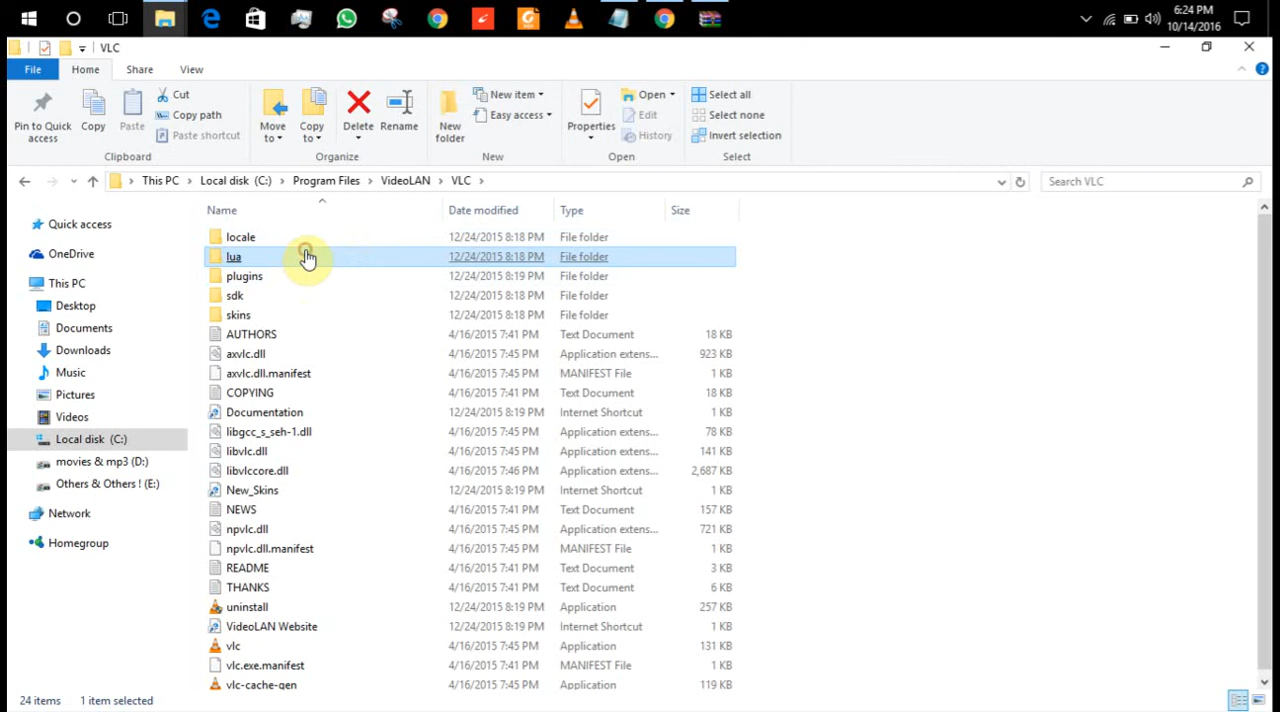 6:24 PM
10/14/2016
VLC
File Home Share View
Pin to Quick access
Copy
Paste
Cut
Copy path
Paste shortcut
Clipboard
Move to
Copy to
Delete
Rename
Organize
New folder
New item
Easy access
New
Properties
Open
Edit
History
Open
Select all
Select none
Invert selection
Select
This PC > Local disk (C:) > Program Files > VideoLAN > VLC >
Search VLC
Quick access
OneDrive
This PC
Desktop
Documents
Downloads
Music
Pictures
Videos
Local disk (C:)
movies & mp3 (D:)
Others & Others ! (E:)
Network
Homegroup
Name Date modified Type Size
locale 12/24/2015 8:18 PM File folder
lua 12/24/2015 8:18 PM File folder
plugins 12/24/2015 8:19 PM File folder
sdk 12/24/2015 8:18 PM File folder
skins 12/24/2015 8:18 PM File folder
AUTHORS 4/16/2015 7:41 PM Text Document 18 KB
axvlc.dll 4/16/2015 7:45 PM Application extens... 923 KB
axvlc.dll.manifest 4/16/2015 7:41 PM MANIFEST File 1 KB
COPYING 4/16/2015 7:41 PM Text Document 18 KB
Documentation 12/24/2015 8:19 PM Internet Shortcut 1 KB
libgcc_s_seh-1.dll 4/16/2015 7:45 PM Application extens... 78 KB
libvlc.dll 4/16/2015 7:45 PM Application extens... 141 KB
libvlccore.dll 4/16/2015 7:46 PM Application extens... 2,687 KB
New_Skins 12/24/2015 8:19 PM Internet Shortcut 1 KB
NEWS 4/16/2015 7:41 PM Text Document 157 KB
npvlc.dll 4/16/2015 7:45 PM Application extens... 721 KB
npvlc.dll.manifest 4/16/2015 7:45 PM MANIFEST File 1 KB
README 4/16/2015 7:41 PM Text Document 3 KB
THANKS 4/16/2015 7:41 PM Text Document 6 KB
uninstall 12/24/2015 8:19 PM Application 257 KB
VideoLAN Website 12/24/2015 8:19 PM Internet Shortcut 1 KB
vlc 4/16/2015 7:45 PM Application 131 KB
vlc.exe.manifest 4/16/2015 7:41 PM MANIFEST File 1 KB
vlc-cache-gen 4/16/2015 7:45 PM Application 119 KB
24 items 1 item selected